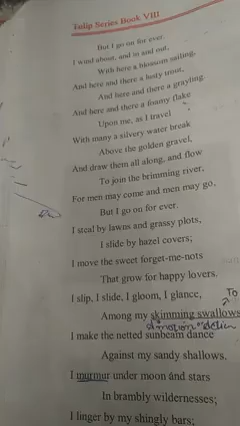 Tulip Series Book VIII
But I go on for ever.
I wind about, and in and out,
With here a blossom sailing,
And here and there a lusty trout,
And here and there a grayling.
And here and there a foamy flake
Upon me, as I travel
With many a silvery water break
Above the golden gravel,
And draw them all along, and flow
To join the brimming river,
For men may come and men may go,
But I go on for ever.
I steal by lawns and grassy plots,
I slide by hazel covers;
I move the sweet forget-me-nots
That grow for happy lovers.
I slip, I slide, I gloom, I glance,
To
Among my skimming swallows
I make the netted sunbeam dance
Against my sandy shallows.
I murmur under moon and stars
In brambly wildernesses;
I linger by my shingly bars;